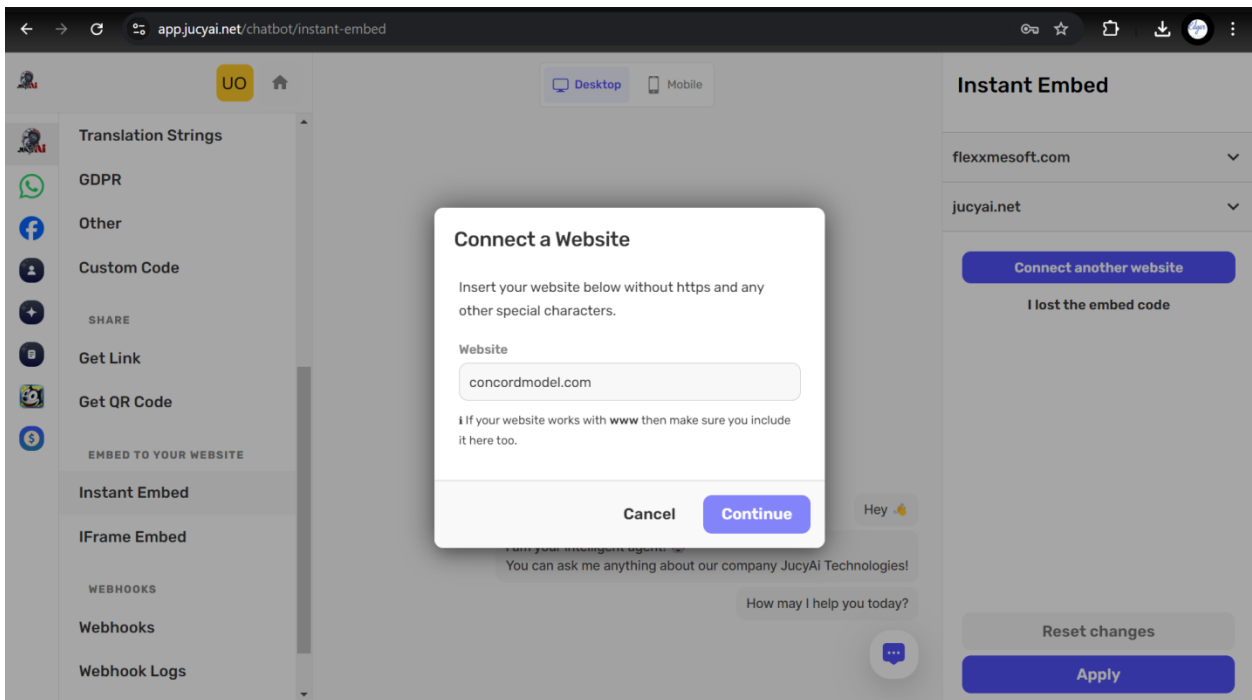 app.jucyai.net/chatbot/instant-embed
UO
Translation Strings
GDPR
Other
Custom Code
SHARE
Get Link
Get QR Code
EMBED TO YOUR WEBSITE
Instant Embed
IFrame Embed
WEBHOOKS
Webhooks
Webhook Logs
Desktop
Mobile
Connect a Website
Insert your website below without https and any
other special characters.
Website
concordmodel.com
i If your website works with www then make sure you include
it here too.
Cancel
Continue
Hey 👋
I am your intelligent agent!
You can ask me anything about our company JucyAi Technologies!
How may I help you today?
Instant Embed
flexxmesoft.com
jucyai.net
Connect another website
I lost the embed code
Reset changes
Apply